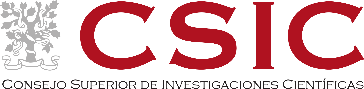 CSIC
CONSEJO SUPERIOR DE INVESTIGACIONES CIENTÍFICAS